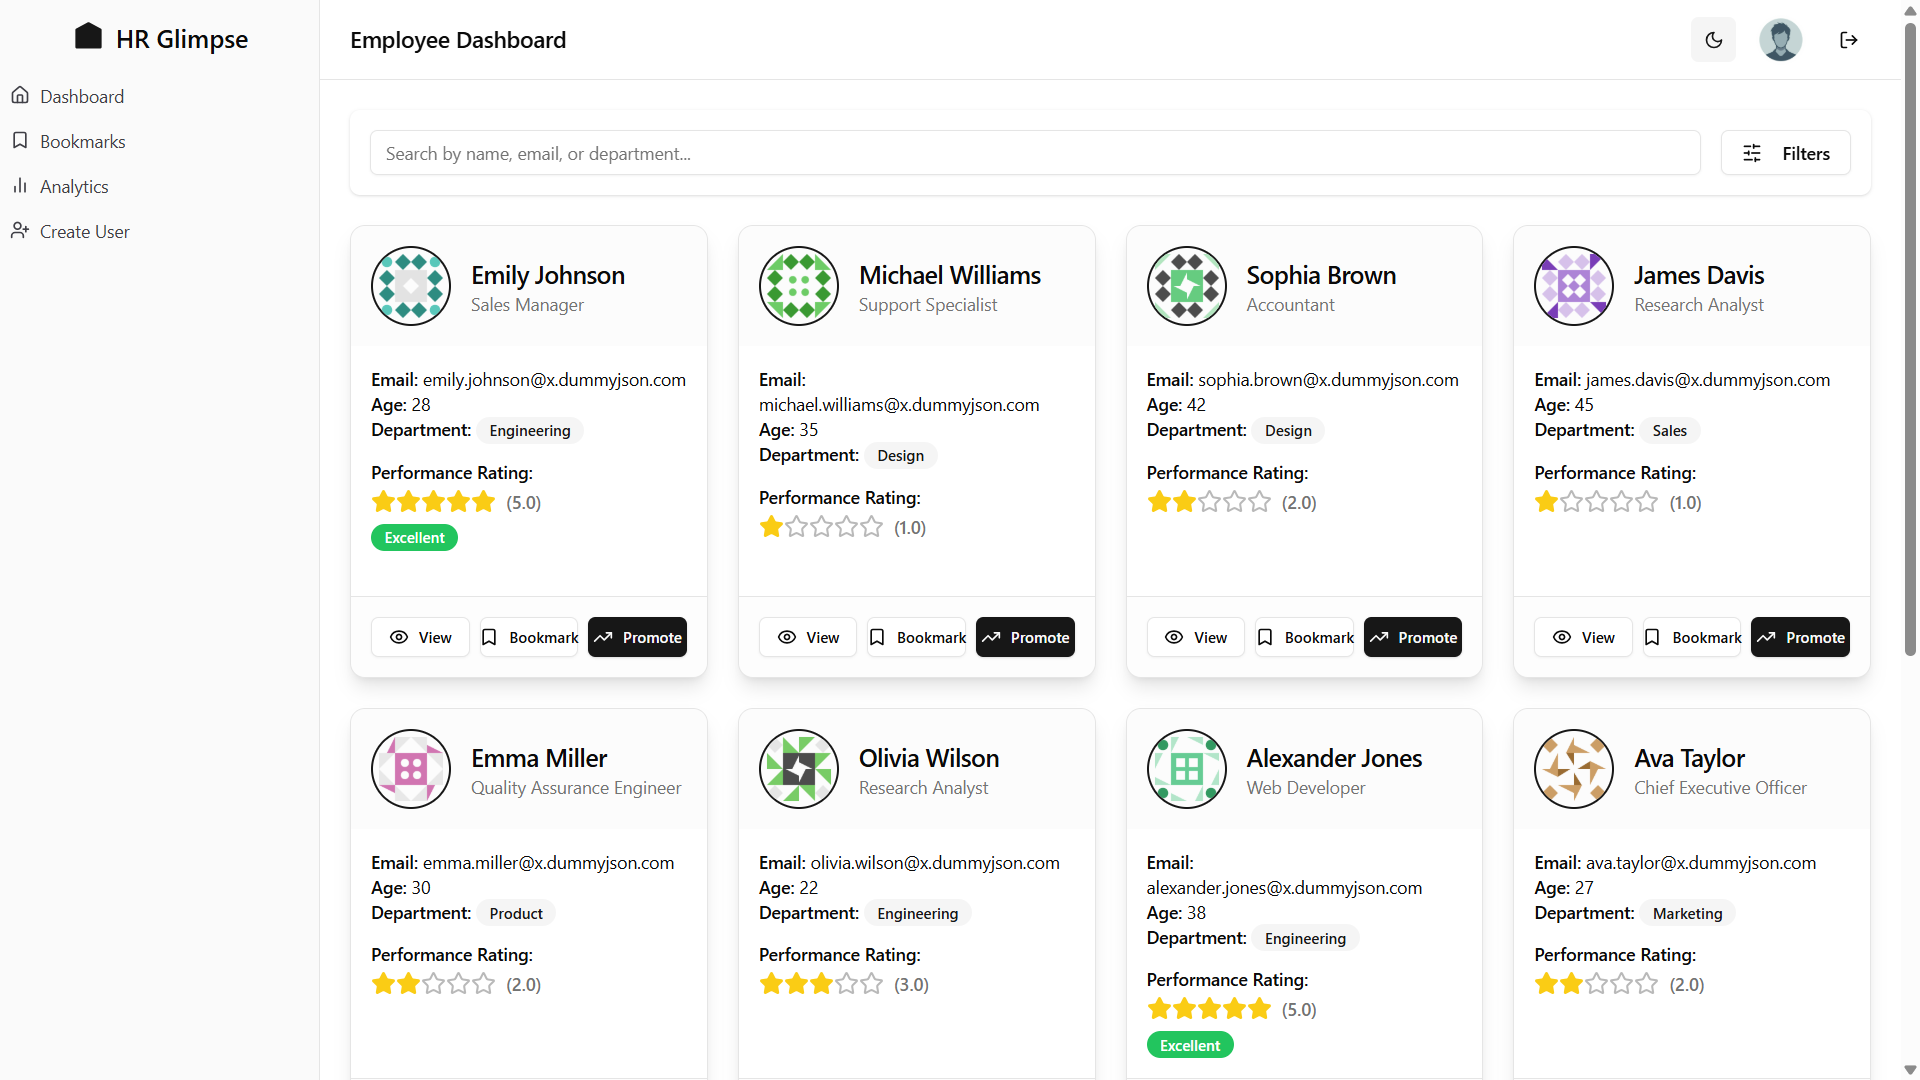 HR Glimpse
Dashboard
Bookmarks
Analytics
Create User
Employee Dashboard
Search by name, email, or department...
Filters
Emily Johnson
Sales Manager
Email: emily.johnson@x.dummyjson.com
Age: 28
Department: Engineering
Performance Rating:
(5.0)
Excellent
View Bookmark Promote
Michael Williams
Support Specialist
Email:
michael.williams@x.dummyjson.com
Age: 35
Department: Design
Performance Rating:
(1.0)
View Bookmark Promote
Sophia Brown
Accountant
Email: sophia.brown@x.dummyjson.com
Age: 42
Department: Design
Performance Rating:
(2.0)
View Bookmark Promote
James Davis
Research Analyst
Email: james.davis@x.dummyjson.com
Age: 45
Department: Sales
Performance Rating:
(1.0)
View Bookmark Promote
Emma Miller
Quality Assurance Engineer
Email: emma.miller@x.dummyjson.com
Age: 30
Department: Product
Performance Rating:
(2.0)
Olivia Wilson
Research Analyst
Email: olivia.wilson@x.dummyjson.com
Age: 22
Department: Engineering
Performance Rating:
(3.0)
Alexander Jones
Web Developer
Email:
alexander.jones@x.dummyjson.com
Age: 38
Department: Engineering
Performance Rating:
(5.0)
Excellent
Ava Taylor
Chief Executive Officer
Email: ava.taylor@x.dummyjson.com
Age: 27
Department: Marketing
Performance Rating:
(2.0)